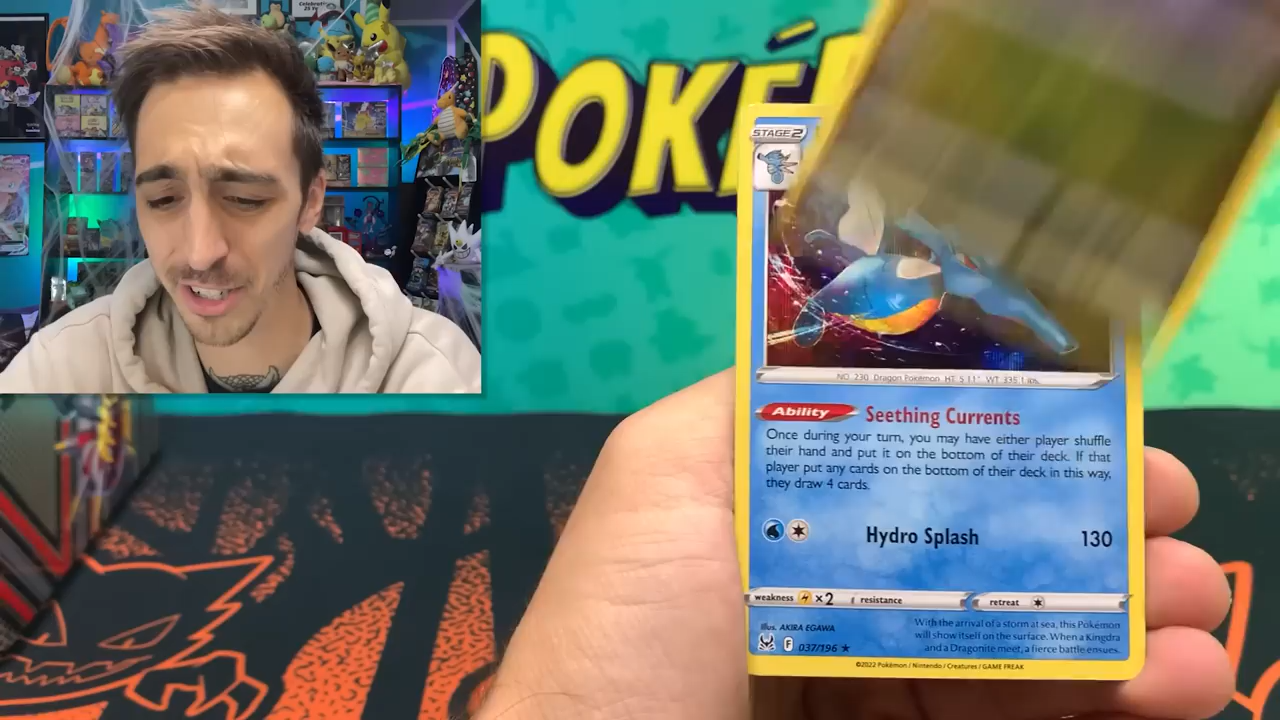 Celebrat
POKÉ
STAGE2
NO. 230 Dragon Pokémon HT: 5'11" WT: 335.1 lbs.
Ability Seething Currents
Once during your turn, you may have either player shuffle
their hand and put it on the bottom of their deck. If that
player put any cards on the bottom of their deck in this way,
they draw 4 cards.
Hydro Splash 130
weakness ×2 resistance retreat
Illus. AKIRA EGAWA
F 037/196 ★
With the arrival of a storm at sea, this Pokémon
will show itself on the surface. When a Kingdra
and a Dragonite meet, a fierce battle ensues.
©2022 Pokémon / Nintendo / Creatures / GAME FREAK